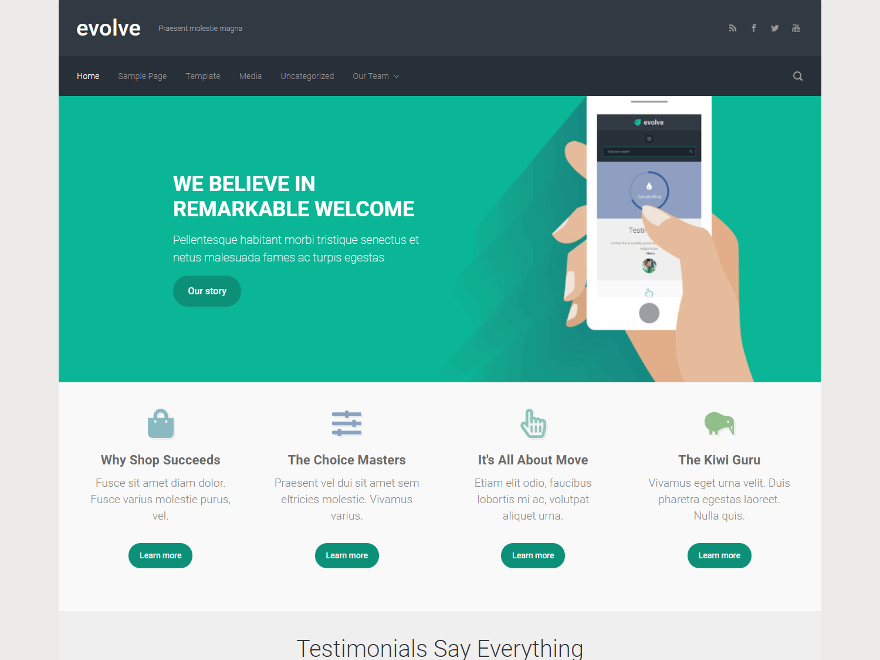 evolve
Praesent molestie magna
Home
Sample Page
Template
Media
Uncategorized
Our Team
WE BELIEVE IN
REMARKABLE WELCOME
Pellentesque habitant morbi tristique senectus et
netus malesuada fames ac turpis egestas
Our story
evolve
Why Shop Succeeds
Fusce sit amet diam dolor.
Fusce varius molestie purus,
vel.
Learn more
The Choice Masters
Praesent vel dui sit amet sem
eltricies molestie. Vivamus
varius.
Learn more
It's All About Move
Etiam elit odio, faucibus
lobortis mi ac, volutpat
aliquet urna.
Learn more
The Kiwi Guru
Vivamus eget urna velit. Duis
pharetra egestas laoreet.
Nulla quis.
Learn more
Testimonials Say Everything